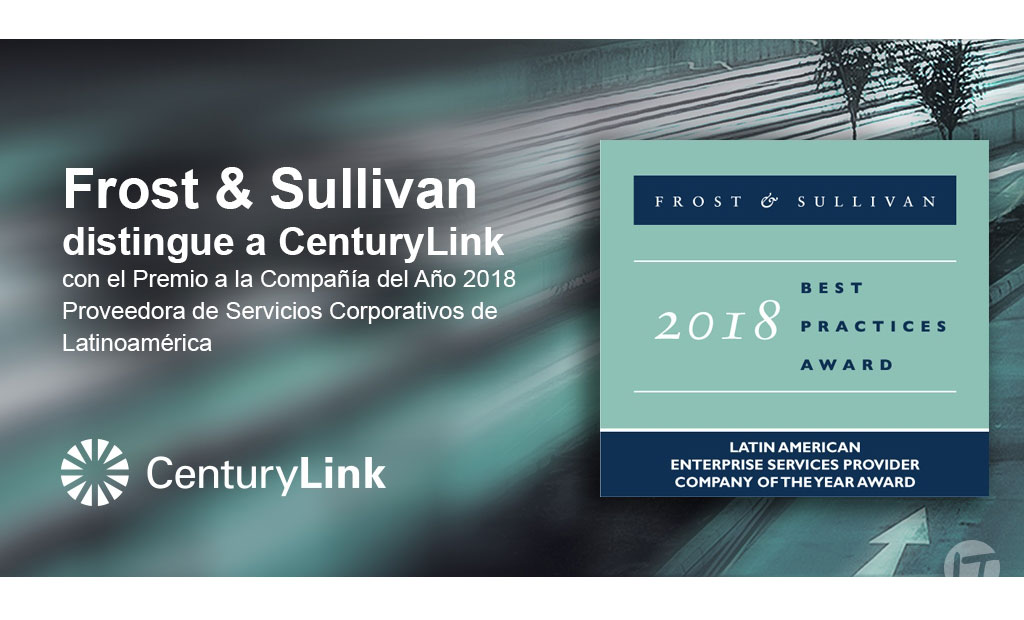 Frost & Sullivan
distingue a CenturyLink
con el Premio a la Compañía del Año 2018
Proveedora de Servicios Corporativos de
Latinoamérica
CenturyLink
FROST & SULLIVAN
2018
BEST
PRACTICES
AWARD
LATIN AMERICAN
ENTERPRISE SERVICES PROVIDER
COMPANY OF THE YEAR AWARD
IT